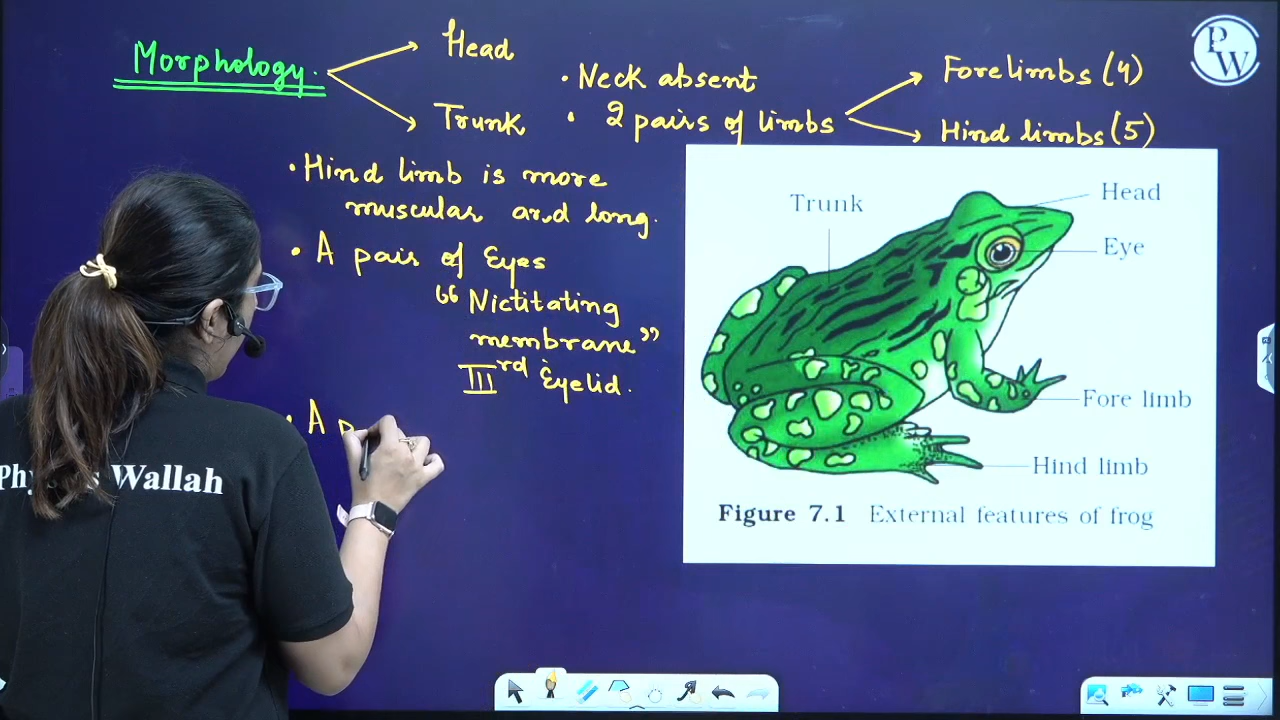 Morphology.
Head
Trunk
• Neck absent
• 2 pairs of limbs
Forelimbs (4)
Hind limbs (5)
• Hind limb is more
muscular and long.
• A pair of Eyes
"Nictitating
membrane"
IIIrd Eyelid.
• A p
Trunk
Head
Eye
Fore limb
Hind limb
Figure 7.1 External features of frog
Wallah
PW